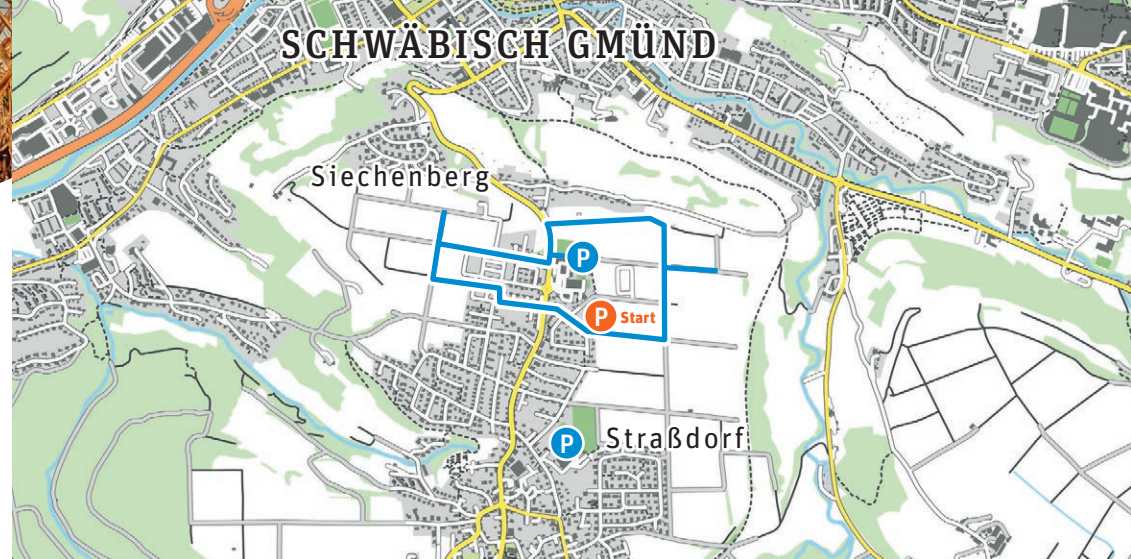 SCHWÄBISCH GMÜND
Siechenberg
P
P Start
P
Straßdorf